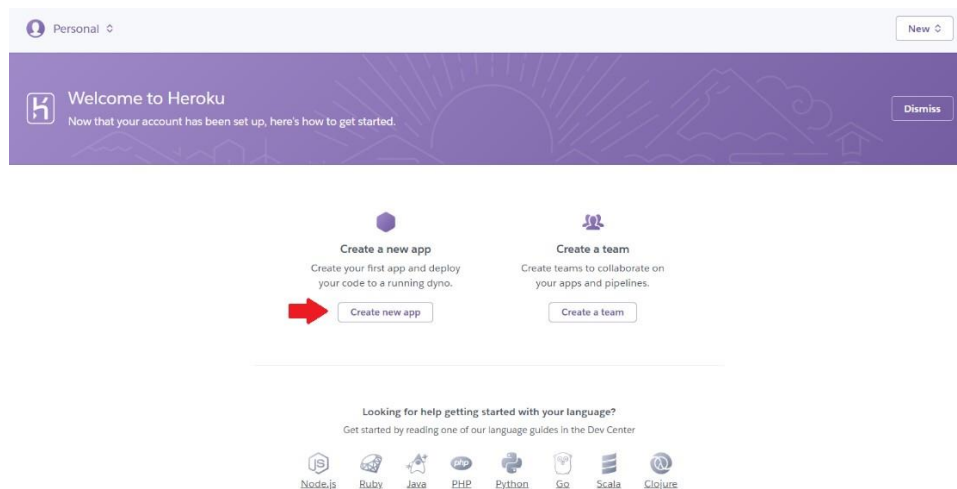 Personal
New
Welcome to Heroku
Now that your account has been set up, here's how to get started.
Dismiss
Create a new app
Create your first app and deploy
your code to a running dyno.
Create new app
Create a team
Create teams to collaborate on
your apps and pipelines.
Create a team
Looking for help getting started with your language?
Get started by reading one of our language guides in the Dev Center
JS
php
Node.js Ruby Java PHP Python Go Scala Clojure